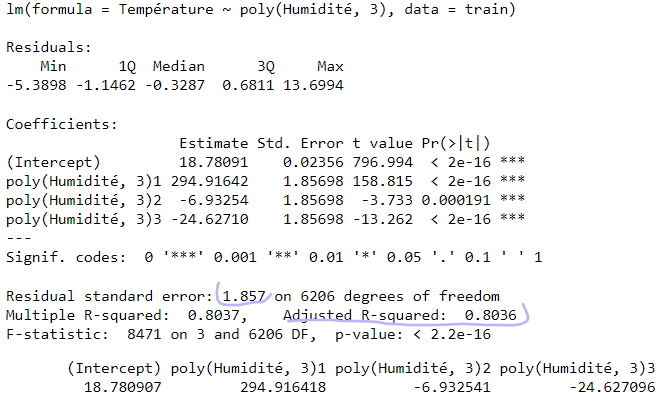 lm(formula = Température ~ poly(Humidité, 3), data = train)
Residuals:
Min 1Q Median 3Q Max
-5.3898 -1.1462 -0.3287 0.6811 13.6994
Coefficients:
Estimate Std. Error t value Pr(>|t|)
(Intercept) 18.78091 0.02356 796.994 < 2e-16 ***
poly(Humidité, 3)1 294.91642 1.85698 158.815 < 2e-16 ***
poly(Humidité, 3)2 -6.93254 1.85698 -3.733 0.000191 ***
poly(Humidité, 3)3 -24.62710 1.85698 -13.262 < 2e-16 ***
---
Signif. codes: 0 '***' 0.001 '**' 0.01 '*' 0.05 '.' 0.1 ' ' 1
Residual standard error: 1.857 on 6206 degrees of freedom
Multiple R-squared: 0.8037, Adjusted R-squared: 0.8036
F-statistic: 8471 on 3 and 6206 DF, p-value: < 2.2e-16
(Intercept) poly(Humidité, 3)1 poly(Humidité, 3)2 poly(Humidité, 3)3
18.780907 294.916418 -6.932541 -24.627096